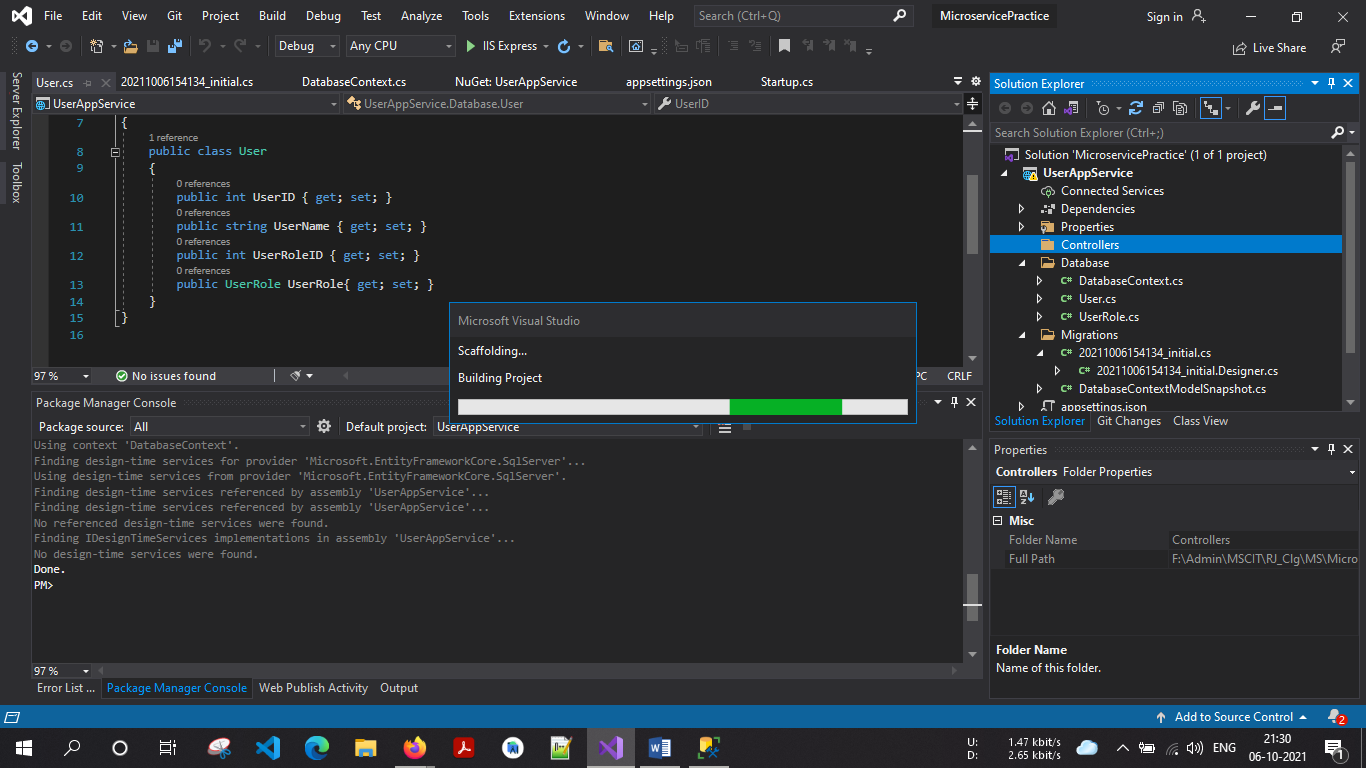 File Edit View Git Project Build Debug Test Analyze Tools Extensions Window Help Search (Ctrl+Q) MicroservicePractice Sign in
Debug Any CPU IIS Express Live Share
Server Explorer
Toolbox
User.cs 20211006154134_initial.cs DatabaseContext.cs NuGet: UserAppService appsettings.json Startup.cs
UserAppService UserAppService.Database.User UserID
7 {
1 reference
8 public class User
9 {
0 references
10 public int UserID { get; set; }
0 references
11 public string UserName { get; set; }
0 references
12 public int UserRoleID { get; set; }
0 references
13 public UserRole UserRole{ get; set; }
14 }
15 }
16
97 % No issues found PC CRLF
Microsoft Visual Studio
Scaffolding...
Building Project
Package Manager Console
Package source: All Default project: UserAppService
Using context 'DatabaseContext'.
Finding design-time services for provider 'Microsoft.EntityFrameworkCore.SqlServer'...
Using design-time services from provider 'Microsoft.EntityFrameworkCore.SqlServer'.
Finding design-time services referenced by assembly 'UserAppService'...
Finding design-time services referenced by assembly 'UserAppService'...
No referenced design-time services were found.
Finding IDesignTimeServices implementations in assembly 'UserAppService'...
No design-time services were found.
Done.
PM>
97 %
Error List ... Package Manager Console Web Publish Activity Output
Solution Explorer
Search Solution Explorer (Ctrl+;)
Solution 'MicroservicePractice' (1 of 1 project)
UserAppService
Connected Services
Dependencies
Properties
Controllers
Database
C# DatabaseContext.cs
C# User.cs
C# UserRole.cs
Migrations
C# 20211006154134_initial.cs
C# 20211006154134_initial.Designer.cs
C# DatabaseContextModelSnapshot.cs
appsettings.json
Solution Explorer Git Changes Class View
Properties
Controllers Folder Properties
Misc
Folder Name Controllers
Full Path F:\Admin\MSCIT\RJ_Clg\MS\Micro
Folder Name
Name of this folder.
Add to Source Control 2
U: 1.47 kbit/s
D: 2.65 kbit/s
ENG
21:30
06-10-2021
1